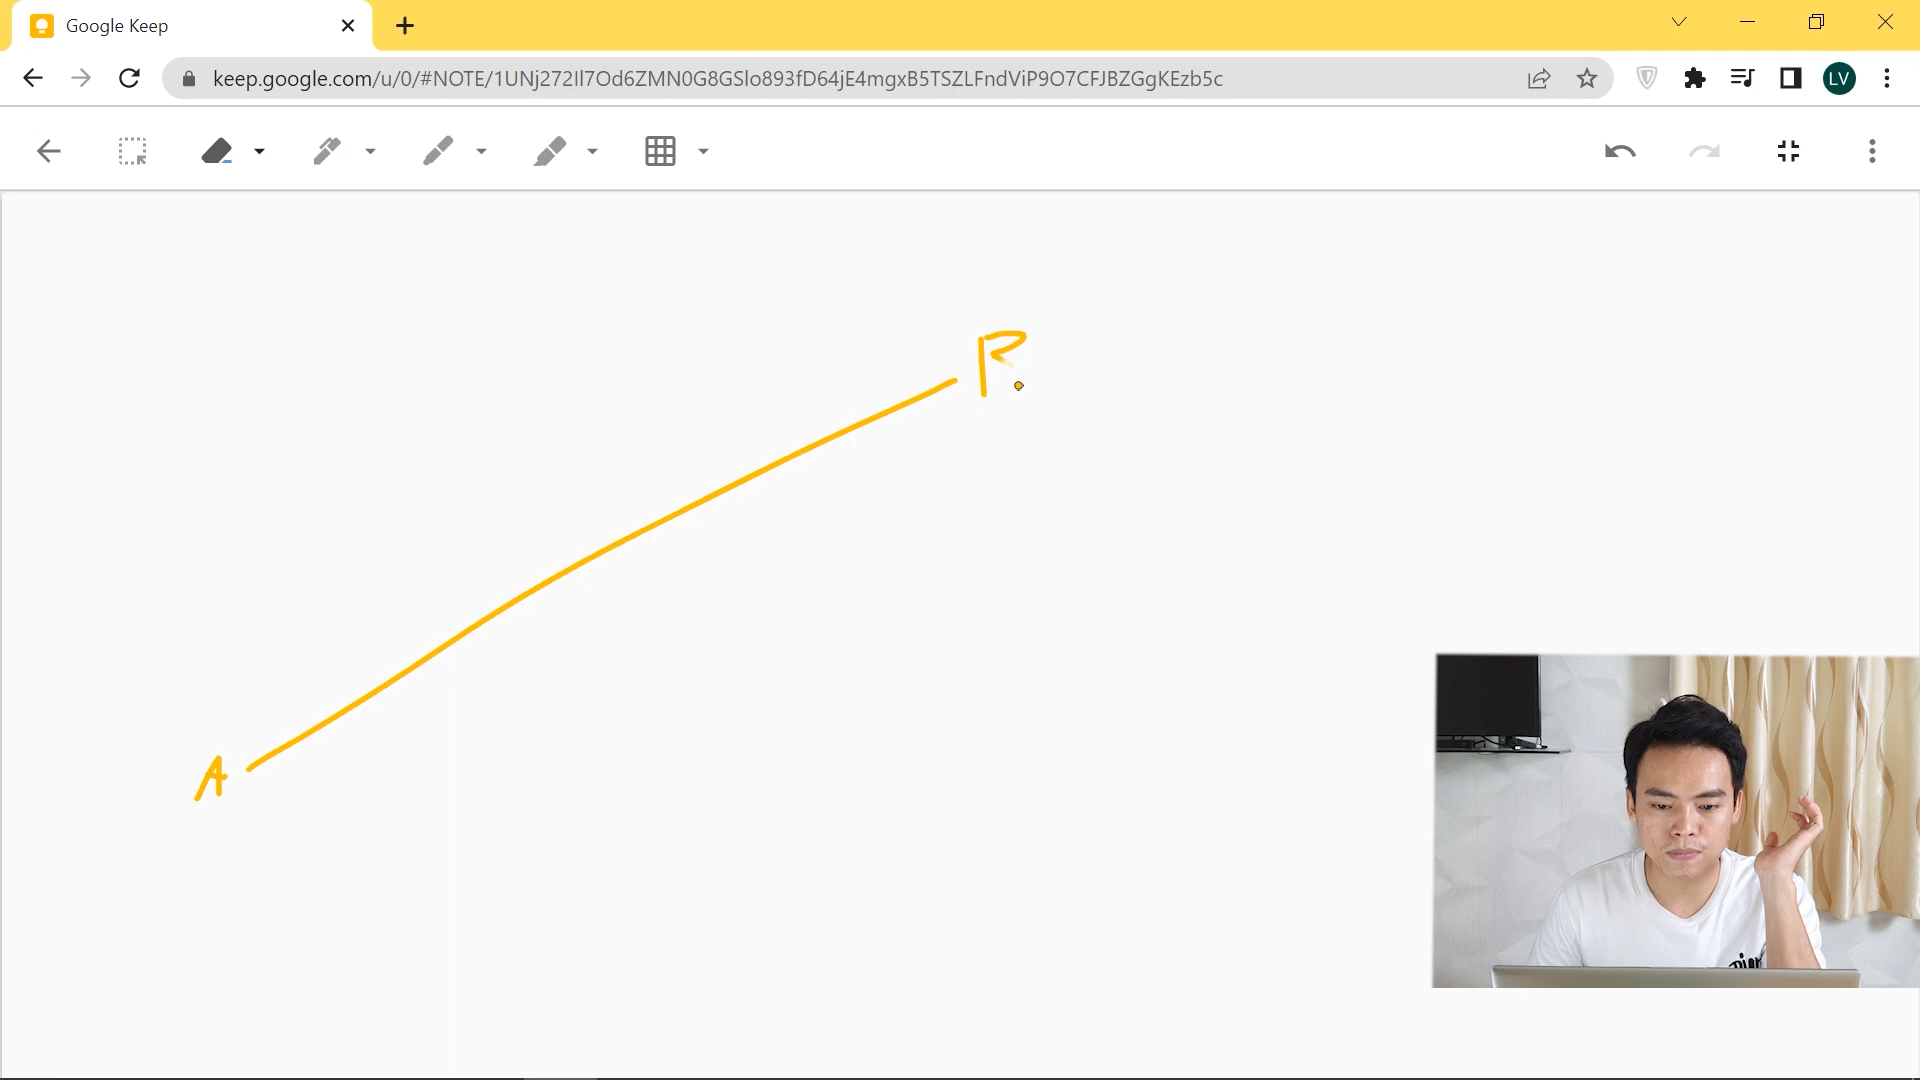 Google Keep
keep.google.com/u/0/#NOTE/1UNj272Il7Od6ZMN0G8GSlo893fD64jE4mgxB5TSZLFndViP9O7CFJBZGgKEzb5c
LV
A